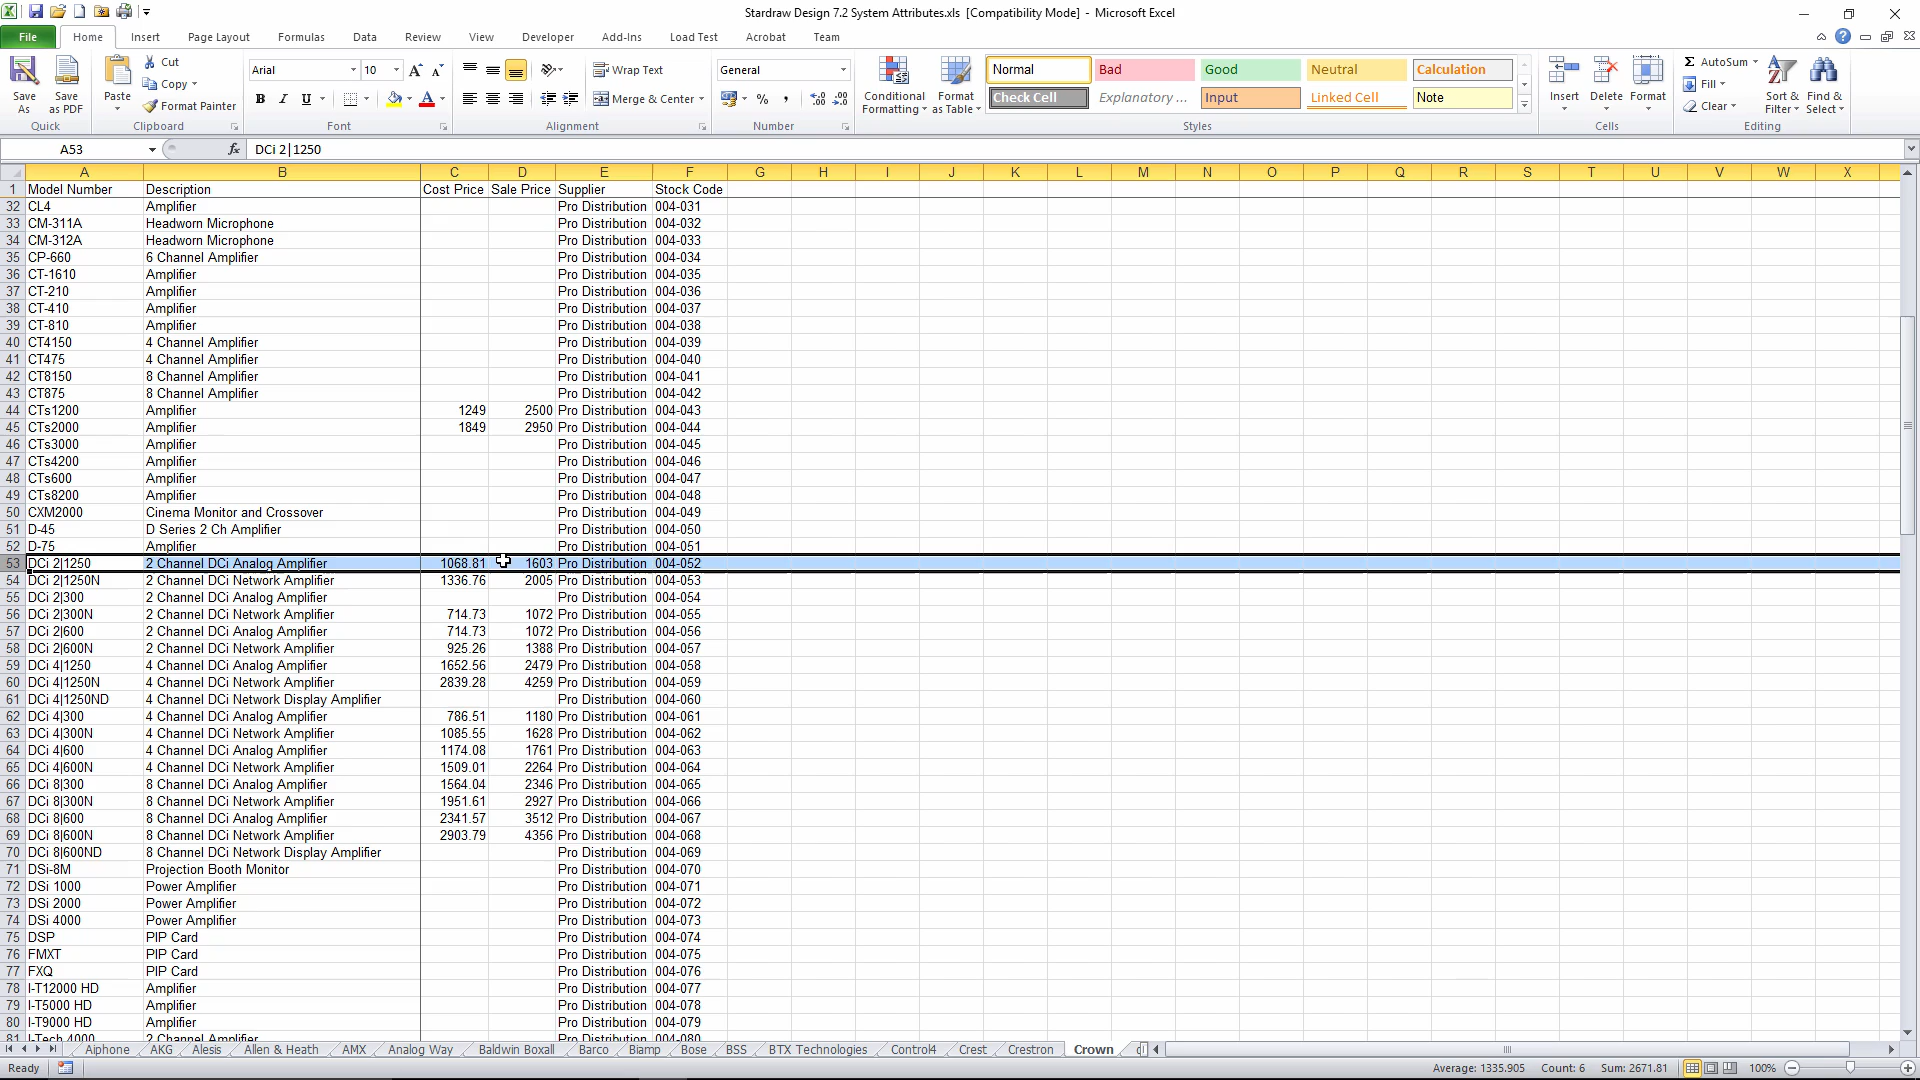 Stardraw Design 7.2 System Attributes.xls [Compatibility Mode] - Microsoft Excel
File Home Insert Page Layout Formulas Data Review View Developer Add-Ins Load Test Acrobat Team
Save As Save as PDF Paste Cut Copy Format Painter Arial 10 Wrap Text Merge & Center General Conditional Formatting Format as Table Normal Bad Good Neutral Calculation Check Cell Explanatory ... Input Linked Cell Note Insert Delete Format AutoSum Fill Clear Sort & Filter Find & Select
Quick Clipboard Font Alignment Number Styles Cells Editing
A53 fx DCi 2|1250
A B C D E F G H I J K L M N O P Q R S T U V W X
1 Model Number Description Cost Price Sale Price Supplier Stock Code
32 CL4 Amplifier Pro Distribution 004-031
33 CM-311A Headworn Microphone Pro Distribution 004-032
34 CM-312A Headworn Microphone Pro Distribution 004-033
35 CP-660 6 Channel Amplifier Pro Distribution 004-034
36 CT-1610 Amplifier Pro Distribution 004-035
37 CT-210 Amplifier Pro Distribution 004-036
38 CT-410 Amplifier Pro Distribution 004-037
39 CT-810 Amplifier Pro Distribution 004-038
40 CT4150 4 Channel Amplifier Pro Distribution 004-039
41 CT475 4 Channel Amplifier Pro Distribution 004-040
42 CT8150 8 Channel Amplifier Pro Distribution 004-041
43 CT875 8 Channel Amplifier Pro Distribution 004-042
44 CTs1200 Amplifier 1249 2500 Pro Distribution 004-043
45 CTs2000 Amplifier 1849 2950 Pro Distribution 004-044
46 CTs3000 Amplifier Pro Distribution 004-045
47 CTs4200 Amplifier Pro Distribution 004-046
48 CTs600 Amplifier Pro Distribution 004-047
49 CTs8200 Amplifier Pro Distribution 004-048
50 CXM2000 Cinema Monitor and Crossover Pro Distribution 004-049
51 D-45 D Series 2 Ch Amplifier Pro Distribution 004-050
52 D-75 Amplifier Pro Distribution 004-051
53 DCi 2|1250 2 Channel DCi Analog Amplifier 1068.81 1603 Pro Distribution 004-052
54 DCi 2|1250N 2 Channel DCi Network Amplifier 1336.76 2005 Pro Distribution 004-053
55 DCi 2|300 2 Channel DCi Analog Amplifier Pro Distribution 004-054
56 DCi 2|300N 2 Channel DCi Network Amplifier 714.73 1072 Pro Distribution 004-055
57 DCi 2|600 2 Channel DCi Analog Amplifier 714.73 1072 Pro Distribution 004-056
58 DCi 2|600N 2 Channel DCi Network Amplifier 925.26 1388 Pro Distribution 004-057
59 DCi 4|1250 4 Channel DCi Analog Amplifier 1652.56 2479 Pro Distribution 004-058
60 DCi 4|1250N 4 Channel DCi Network Amplifier 2839.28 4259 Pro Distribution 004-059
61 DCi 4|1250ND 4 Channel DCi Network Display Amplifier Pro Distribution 004-060
62 DCi 4|300 4 Channel DCi Analog Amplifier 786.51 1180 Pro Distribution 004-061
63 DCi 4|300N 4 Channel DCi Network Amplifier 1085.55 1628 Pro Distribution 004-062
64 DCi 4|600 4 Channel DCi Analog Amplifier 1174.08 1761 Pro Distribution 004-063
65 DCi 4|600N 4 Channel DCi Network Amplifier 1509.01 2264 Pro Distribution 004-064
66 DCi 8|300 8 Channel DCi Analog Amplifier 1564.04 2346 Pro Distribution 004-065
67 DCi 8|300N 8 Channel DCi Network Amplifier 1951.61 2927 Pro Distribution 004-066
68 DCi 8|600 8 Channel DCi Analog Amplifier 2341.57 3512 Pro Distribution 004-067
69 DCi 8|600N 8 Channel DCi Network Amplifier 2903.79 4356 Pro Distribution 004-068
70 DCi 8|600ND 8 Channel DCi Network Display Amplifier Pro Distribution 004-069
71 DSi-8M Projection Booth Monitor Pro Distribution 004-070
72 DSi 1000 Power Amplifier Pro Distribution 004-071
73 DSi 2000 Power Amplifier Pro Distribution 004-072
74 DSi 4000 Power Amplifier Pro Distribution 004-073
75 DSP PIP Card Pro Distribution 004-074
76 FMXT PIP Card Pro Distribution 004-075
77 FXQ PIP Card Pro Distribution 004-076
78 I-T12000 HD Amplifier Pro Distribution 004-077
79 I-T5000 HD Amplifier Pro Distribution 004-078
80 I-T9000 HD Amplifier Pro Distribution 004-079
81 I-Tech 4000 2 Channel Amplifier Pro Distribution 004-080
Aiphone AKG Alesis Allen & Heath AMX Analog Way Baldwin Boxall Barco Biamp Bose BSS BTX Technologies Control4 Crest Crestron Crown
Ready Average: 1335.905 Count: 6 Sum: 2671.81 100%